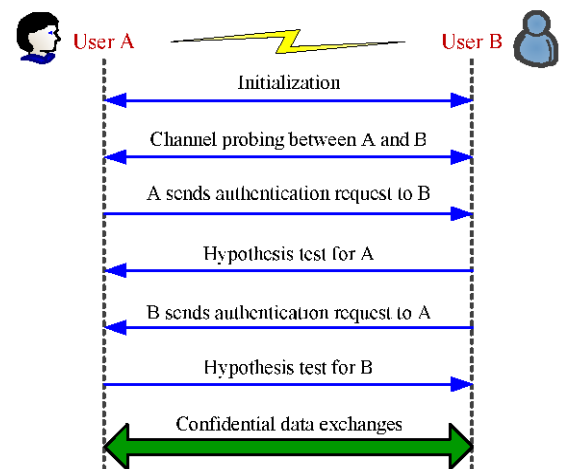 User A
User B
Initialization
Channel probing between A and B
A sends authentication request to B
Hypothesis test for A
B sends authentication request to A
Hypothesis test for B
Confidential data exchanges